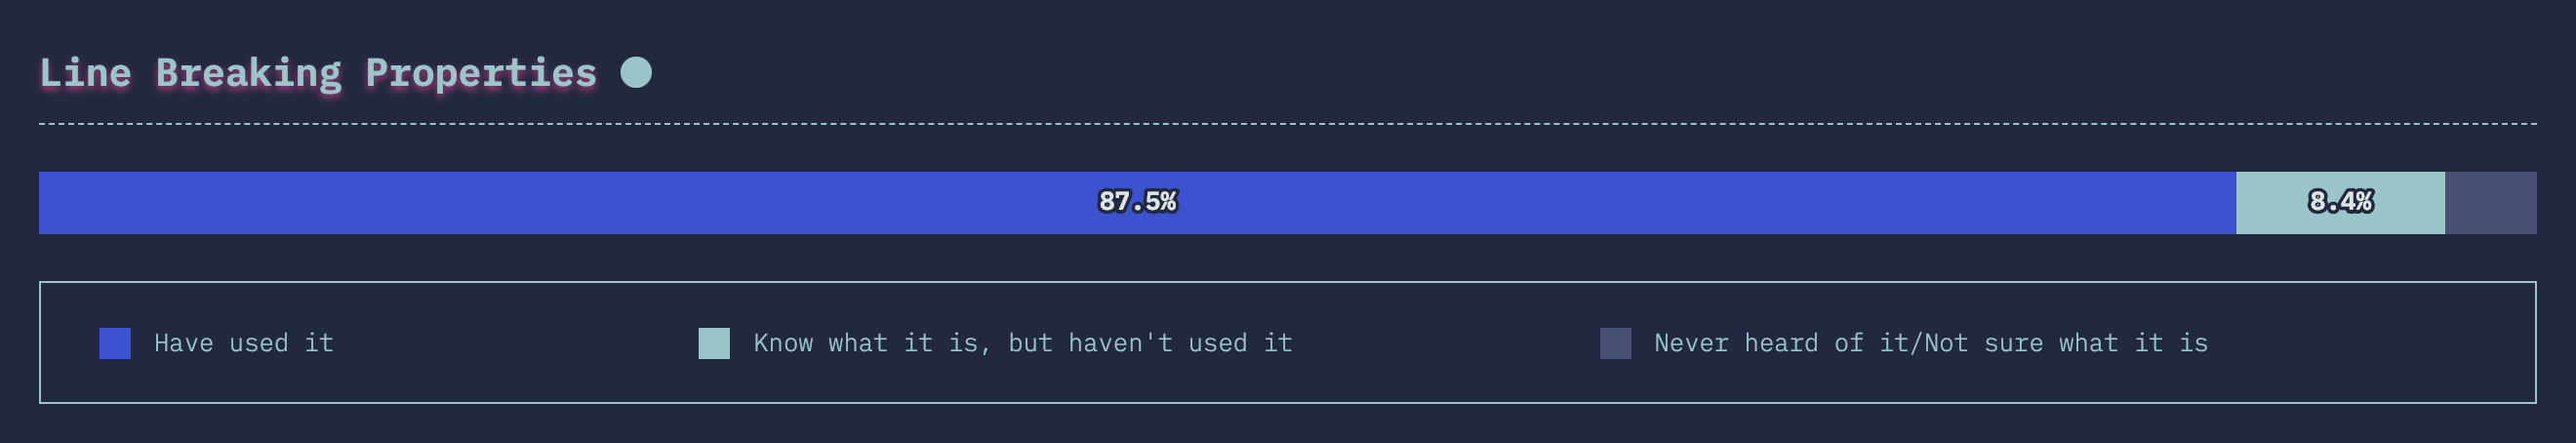 Line Breaking Properties
87.5% 8.4%
Have used it Know what it is, but haven't used it Never heard of it/Not sure what it is